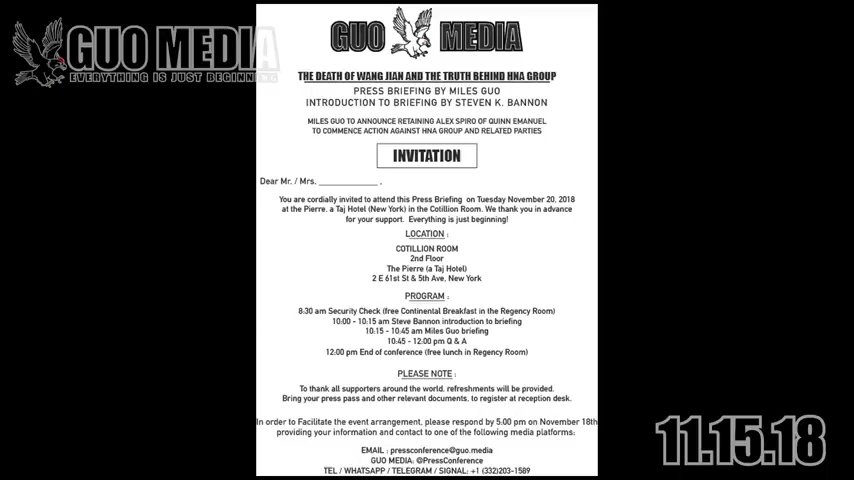 GUO MEDIA
EVERYTHING IS JUST BEGINNING
GUO MEDIA
THE DEATH OF WANG JIAN AND THE TRUTH BEHIND HNA GROUP
PRESS BRIEFING BY MILES GUO
INTRODUCTION TO BRIEFING BY STEVEN K. BANNON
MILES GUO TO ANNOUNCE RETAINING ALEX SPIRO OF QUINN EMANUEL
TO COMMENCE ACTION AGAINST HNA GROUP AND RELATED PARTIES
INVITATION
Dear Mr. / Mrs. ____________ .
You are cordially invited to attend this Press Briefing on Tuesday November 20, 2018
at the Pierre, a Taj Hotel (New York) in the Cotillion Room. We thank you in advance
for your support. Everything is just beginning!
LOCATION :
COTILLION ROOM
2nd Floor
The Pierre (a Taj Hotel)
2 E 61st St & 5th Ave, New York
PROGRAM :
8:30 am Security Check (free Continental Breakfast in the Regency Room)
10:00 - 10:15 am Steve Bannon introduction to briefing
10:15 - 10.45 am Miles Guo briefing
10:45 - 12:00 pm Q & A
12:00 pm End of conference (free lunch in Regency Room)
PLEASE NOTE :
To thank all supporters around the world, refreshments will be provided.
Bring your press pass and other relevant documents, to register at reception desk.
In order to Facilitate the event arrangement, please respond by 5.00 pm on November 18th
providing your information and contact to one of the following media platforms:
EMAIL : pressconference@guo.media
GUO MEDIA: @PressConference
TEL / WHATSAPP / TELEGRAM / SIGNAL: +1 (332)203-1589
11.15.18